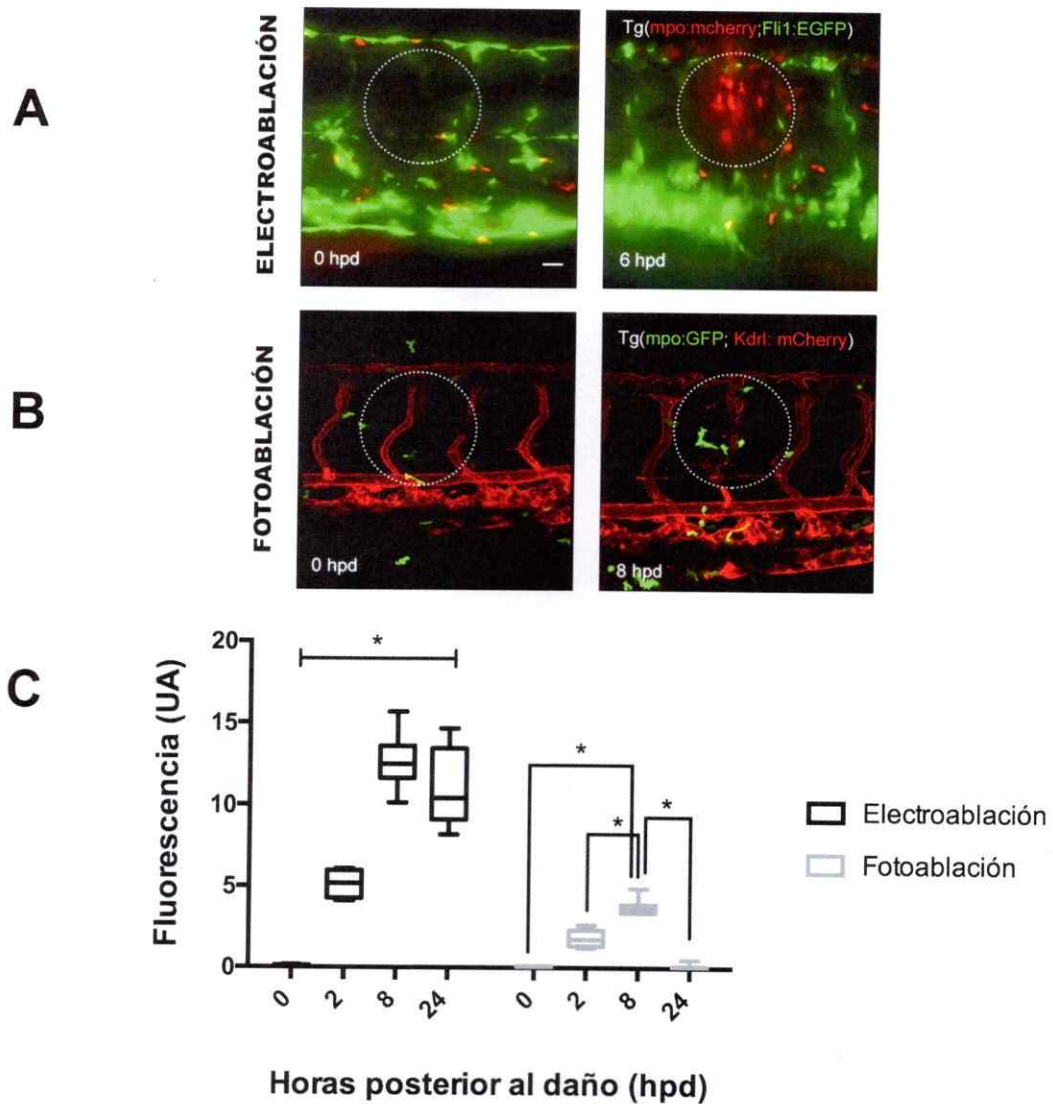 A
ELECTROABLACIÓN
0 hpd
Tg(mpo:mcherry;Fli1:EGFP)
6 hpd
B
FOTOABLACIÓN
0 hpd
Tg(mpo:GFP; Kdrl: mCherry)
8 hpd
C
Fluorescencia (UA)
20
15
10
5
0
*
*
*
*
0
2
8
24
0
2
8
24
Electroablación
Fotoablación
Horas posterior al daño (hpd)